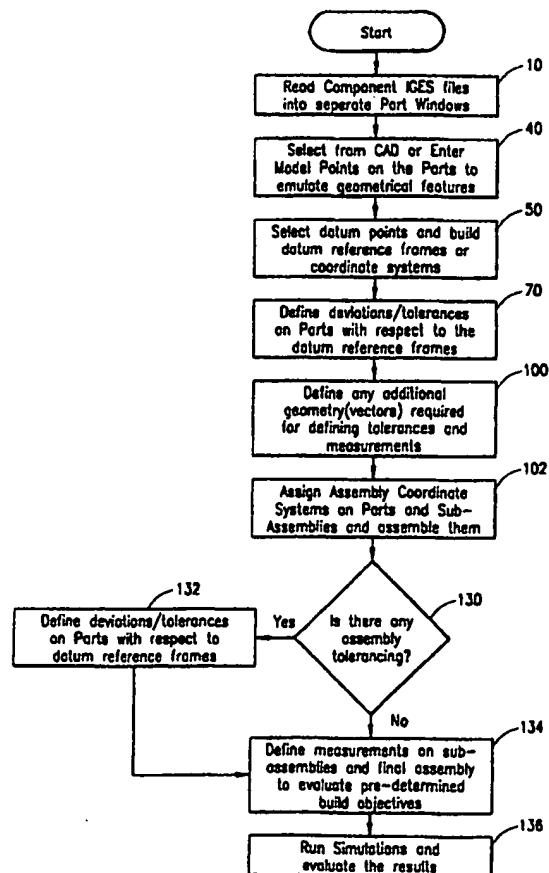 Start
10
Read Component IGES files
into seperate Part Windows
40
Select from CAD or Enter
Model Points on the Parts to
emulate geometrical features
50
Select datum points and build
datum reference frames or
coordinate systems
70
Define deviations/tolerances
on Parts with respect to the
datum reference frames
100
Define any additional
geometry(vectors) required
for defining tolerances and
measurements
102
Assign Assembly Coordinate
Systems on Parts and Sub-
Assemblies and assemble them
130
Is there any
assembly
tolerancing?
Yes
132
Define deviations/tolerances
on Parts with respect to
datum reference frames
No
134
Define measurements on sub-
assemblies and final assembly
to evaluate pre-determined
build objectives
136
Run Simulations and
evaluate the results